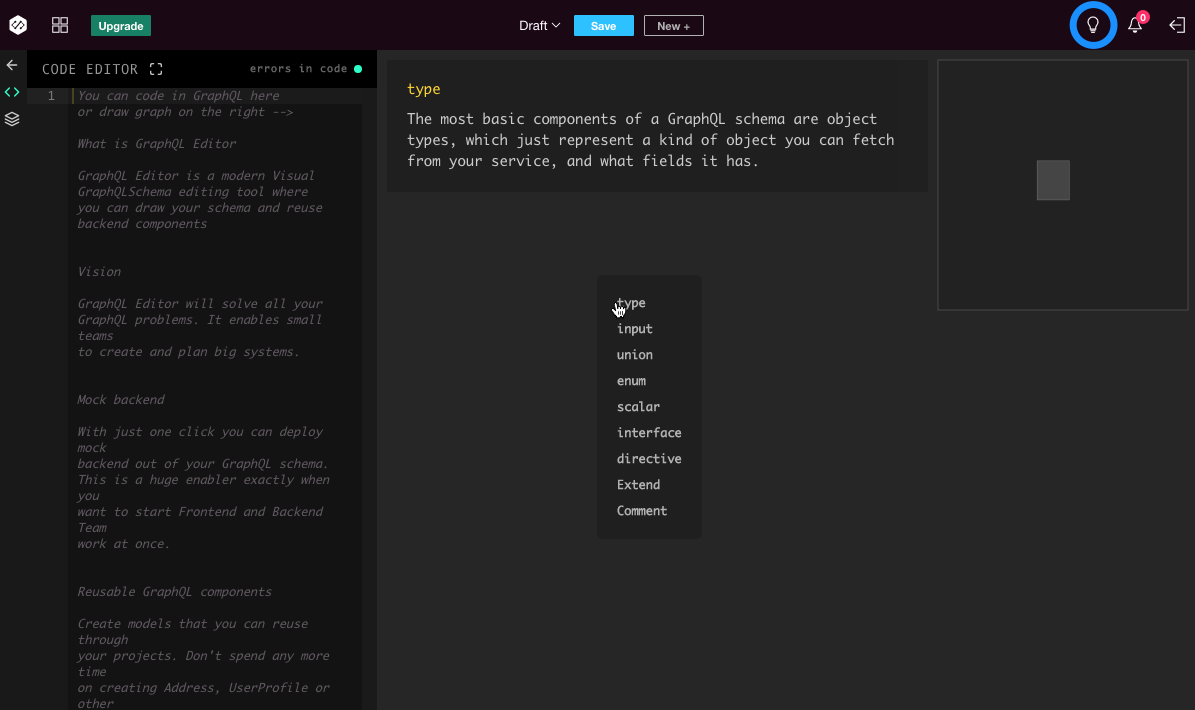 Upgrade
Draft
Save
New +
0
CODE EDITOR
errors in code
1
You can code in GraphQL here
or draw graph on the right -->
What is GraphQL Editor
GraphQL Editor is a modern Visual
GraphQLSchema editing tool where
you can draw your schema and reuse
backend components
Vision
GraphQL Editor will solve all your
GraphQL problems. It enables small
teams
to create and plan big systems.
Mock backend
With just one click you can deploy
mock
backend out of your GraphQL schema.
This is a huge enabler exactly when
you
want to start Frontend and Backend
Team
work at once.
Reusable GraphQL components
Create models that you can reuse
through
your projects. Don't spend any more
time
on creating Address, UserProfile or
other
type
The most basic components of a GraphQL schema are object
types, which just represent a kind of object you can fetch
from your service, and what fields it has.
type
input
union
enum
scalar
interface
directive
Extend
Comment